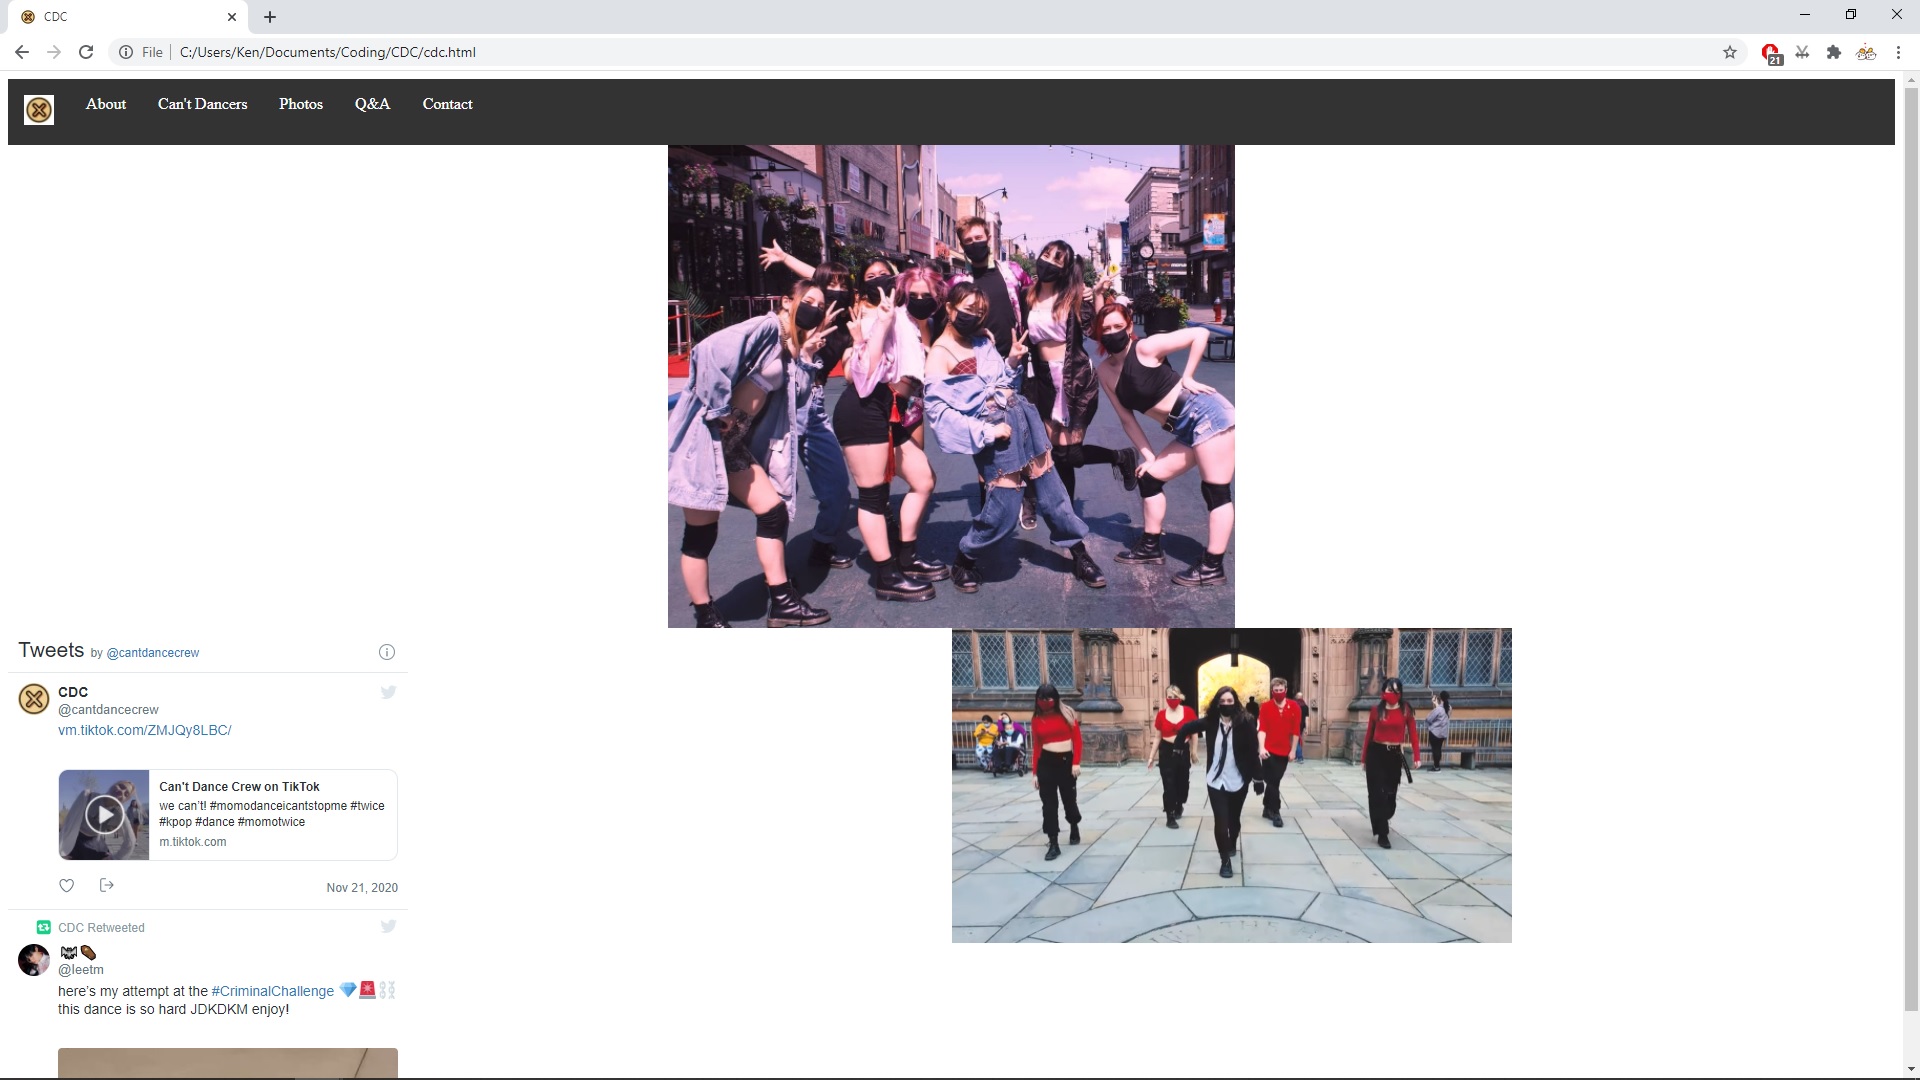 CDC
File
C:/Users/Ken/Documents/Coding/CDC/cdc.html
21
About
Can't Dancers
Photos
Q&A
Contact
Tweets by @cantdancecrew
CDC
@cantdancecrew
vm.tiktok.com/ZMJQy8LBC/
Can't Dance Crew on TikTok
we can't! #momodanceicantstopme #twice
#kpop #dance #momotwice
m.tiktok.com
Nov 21, 2020
CDC Retweeted
@leetm
here's my attempt at the #CriminalChallenge 💎🚨⛓
this dance is so hard JDKDKM enjoy!